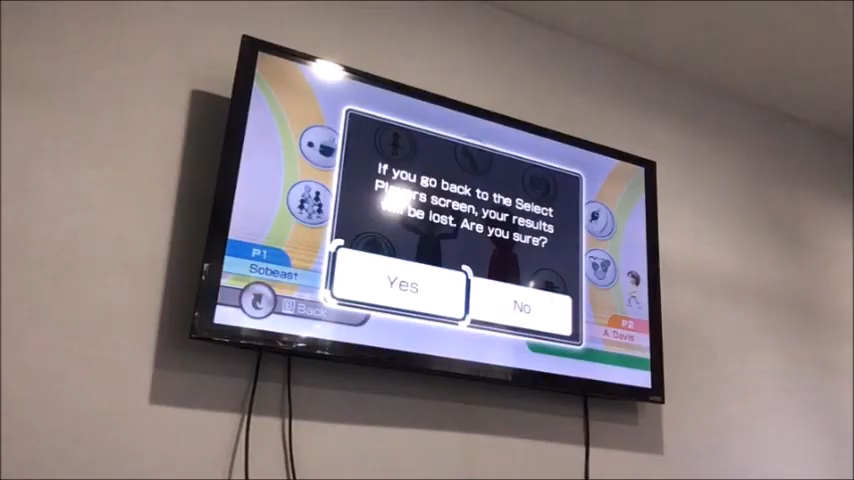 If you go back to the Select
Players screen, your results
will be lost. Are you sure?
Yes
No
P1
Sobeast
B Back
P2
A. Davis